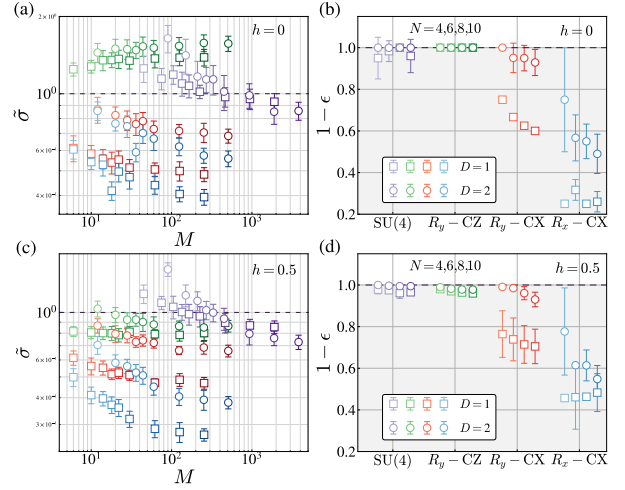 (a)
h = 0
2×10⁰
10⁰
6×10⁻¹
4×10⁻¹
σ̃
10¹
10²
10³
M
(b)
N = 4,6,8,10
h = 0
1.0
0.8
0.6
0.4
0.2
1 − ϵ
D = 1
D = 2
SU(4) R_y − CZ R_y − CX R_x − CX
(c)
h = 0.5
10⁰
6×10⁻¹
4×10⁻¹
3×10⁻¹
σ̃
10¹
10²
10³
M
(d)
N = 4,6,8,10
h = 0.5
1.0
0.8
0.6
0.4
0.2
1 − ϵ
D = 1
D = 2
SU(4) R_y − CZ R_y − CX R_x − CX